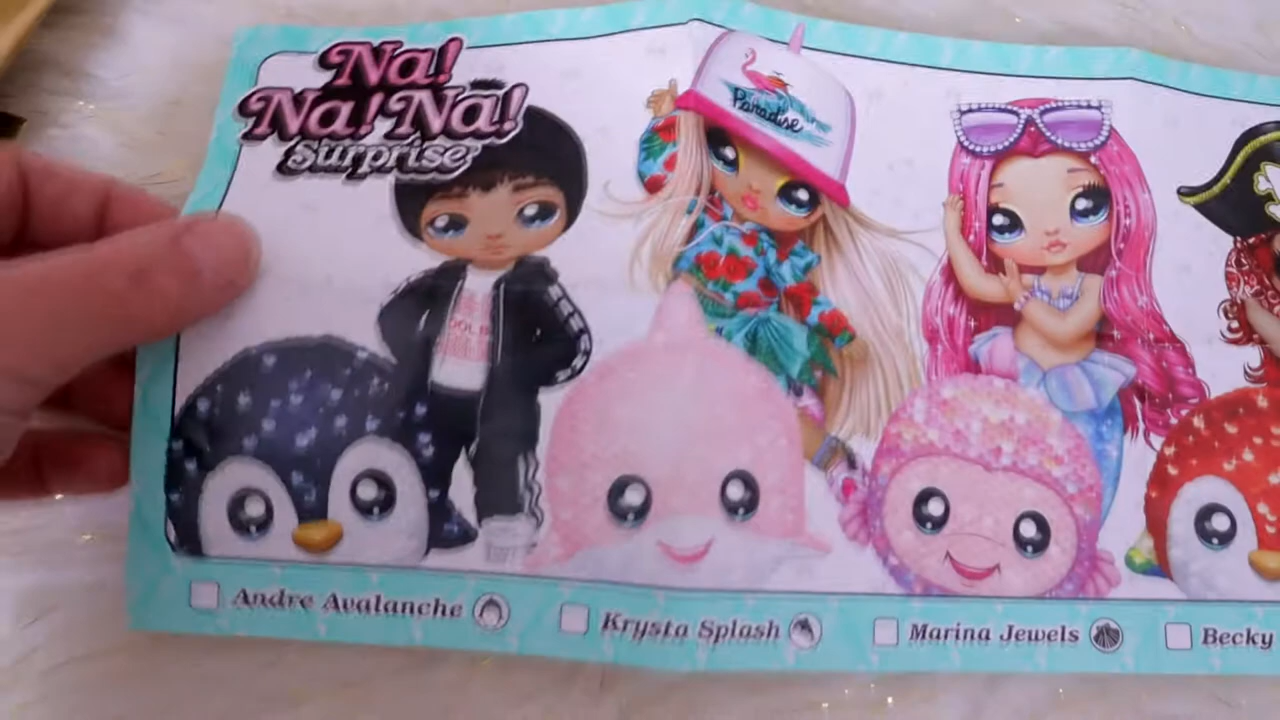 Na!
Na! Na!
Surprise
Paradise
Andre Avalanche
Krysta Splash
Marina Jewels
Becky